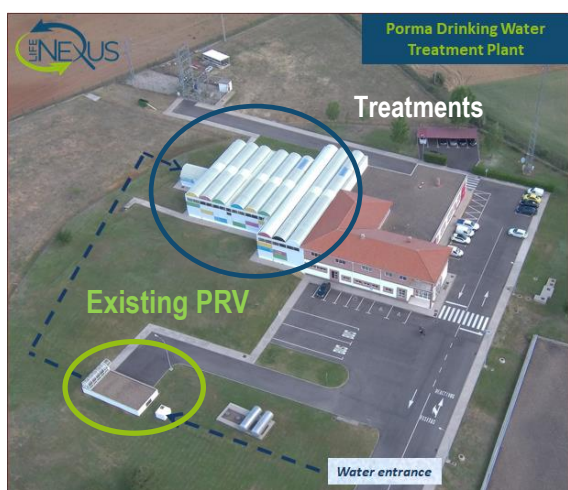 LIFE
NEXUS
Porma Drinking Water
Treatment Plant
Treatments
Existing PRV
Water entrance